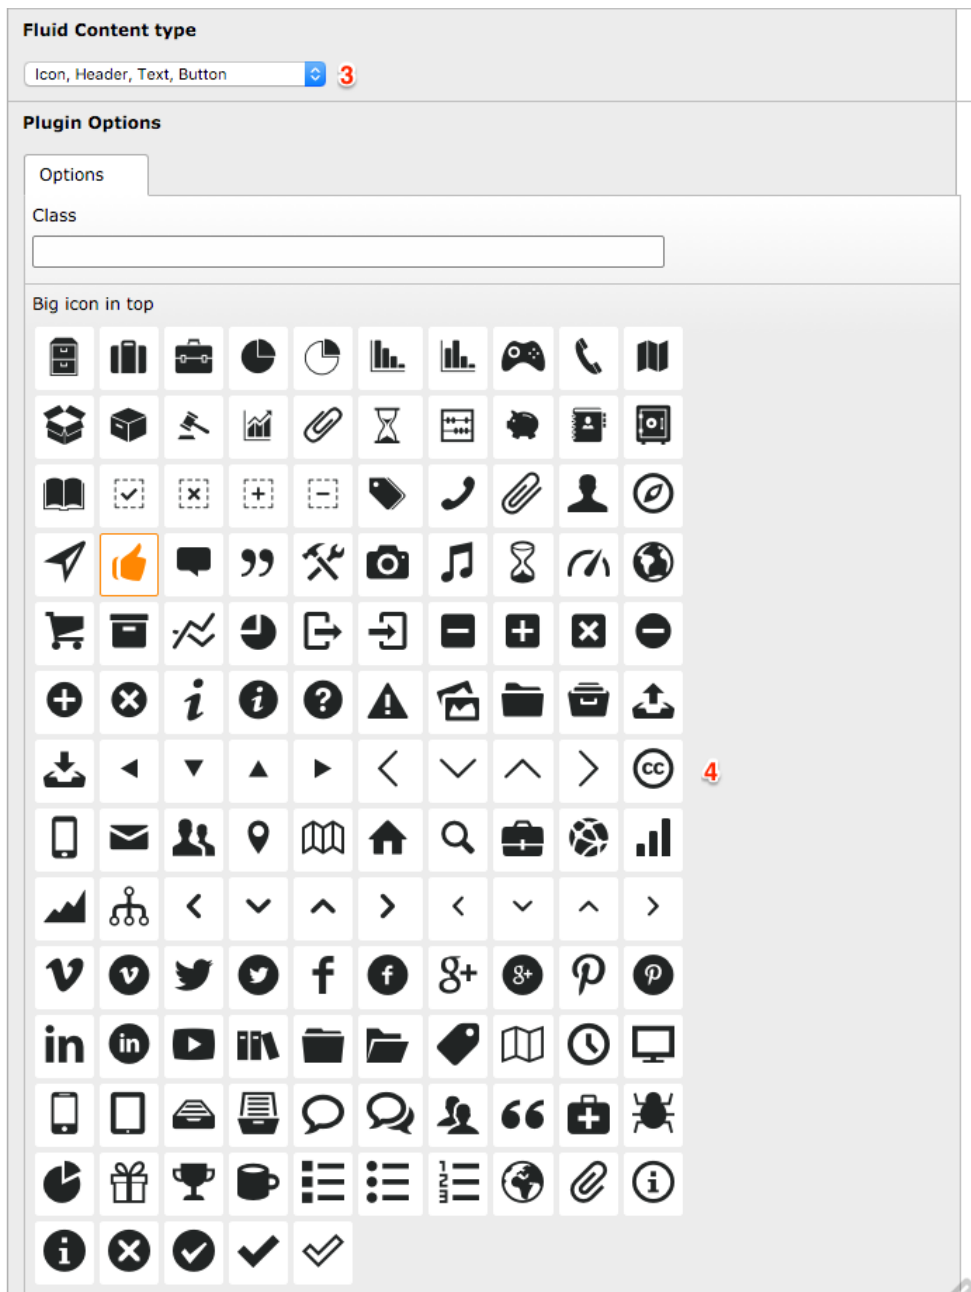 Fluid Content type
Icon, Header, Text, Button
3
Plugin Options
Options
Class
Big icon in top
4